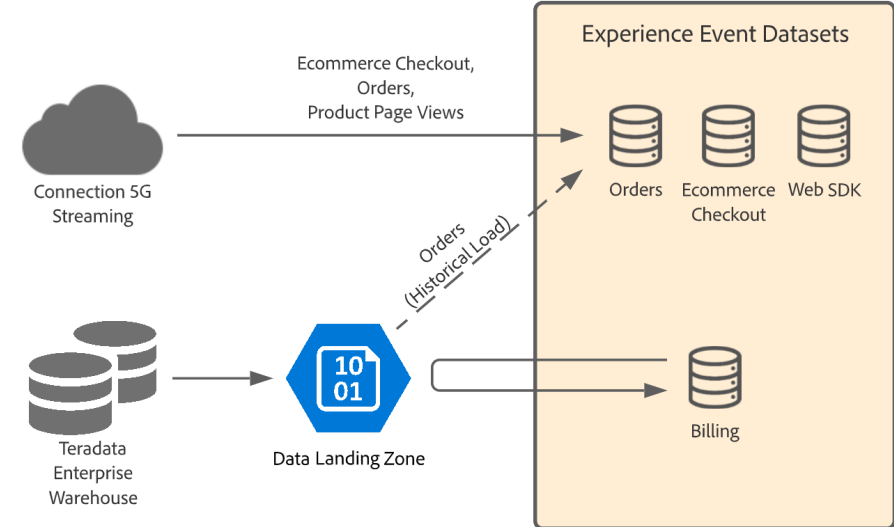 Experience Event Datasets
Ecommerce Checkout,
Orders,
Product Page Views
Connection 5G
Streaming
Orders
Ecommerce
Checkout
Web SDK
Orders
(Historical Load)
10
01
Data Landing Zone
Teradata
Enterprise
Warehouse
Billing